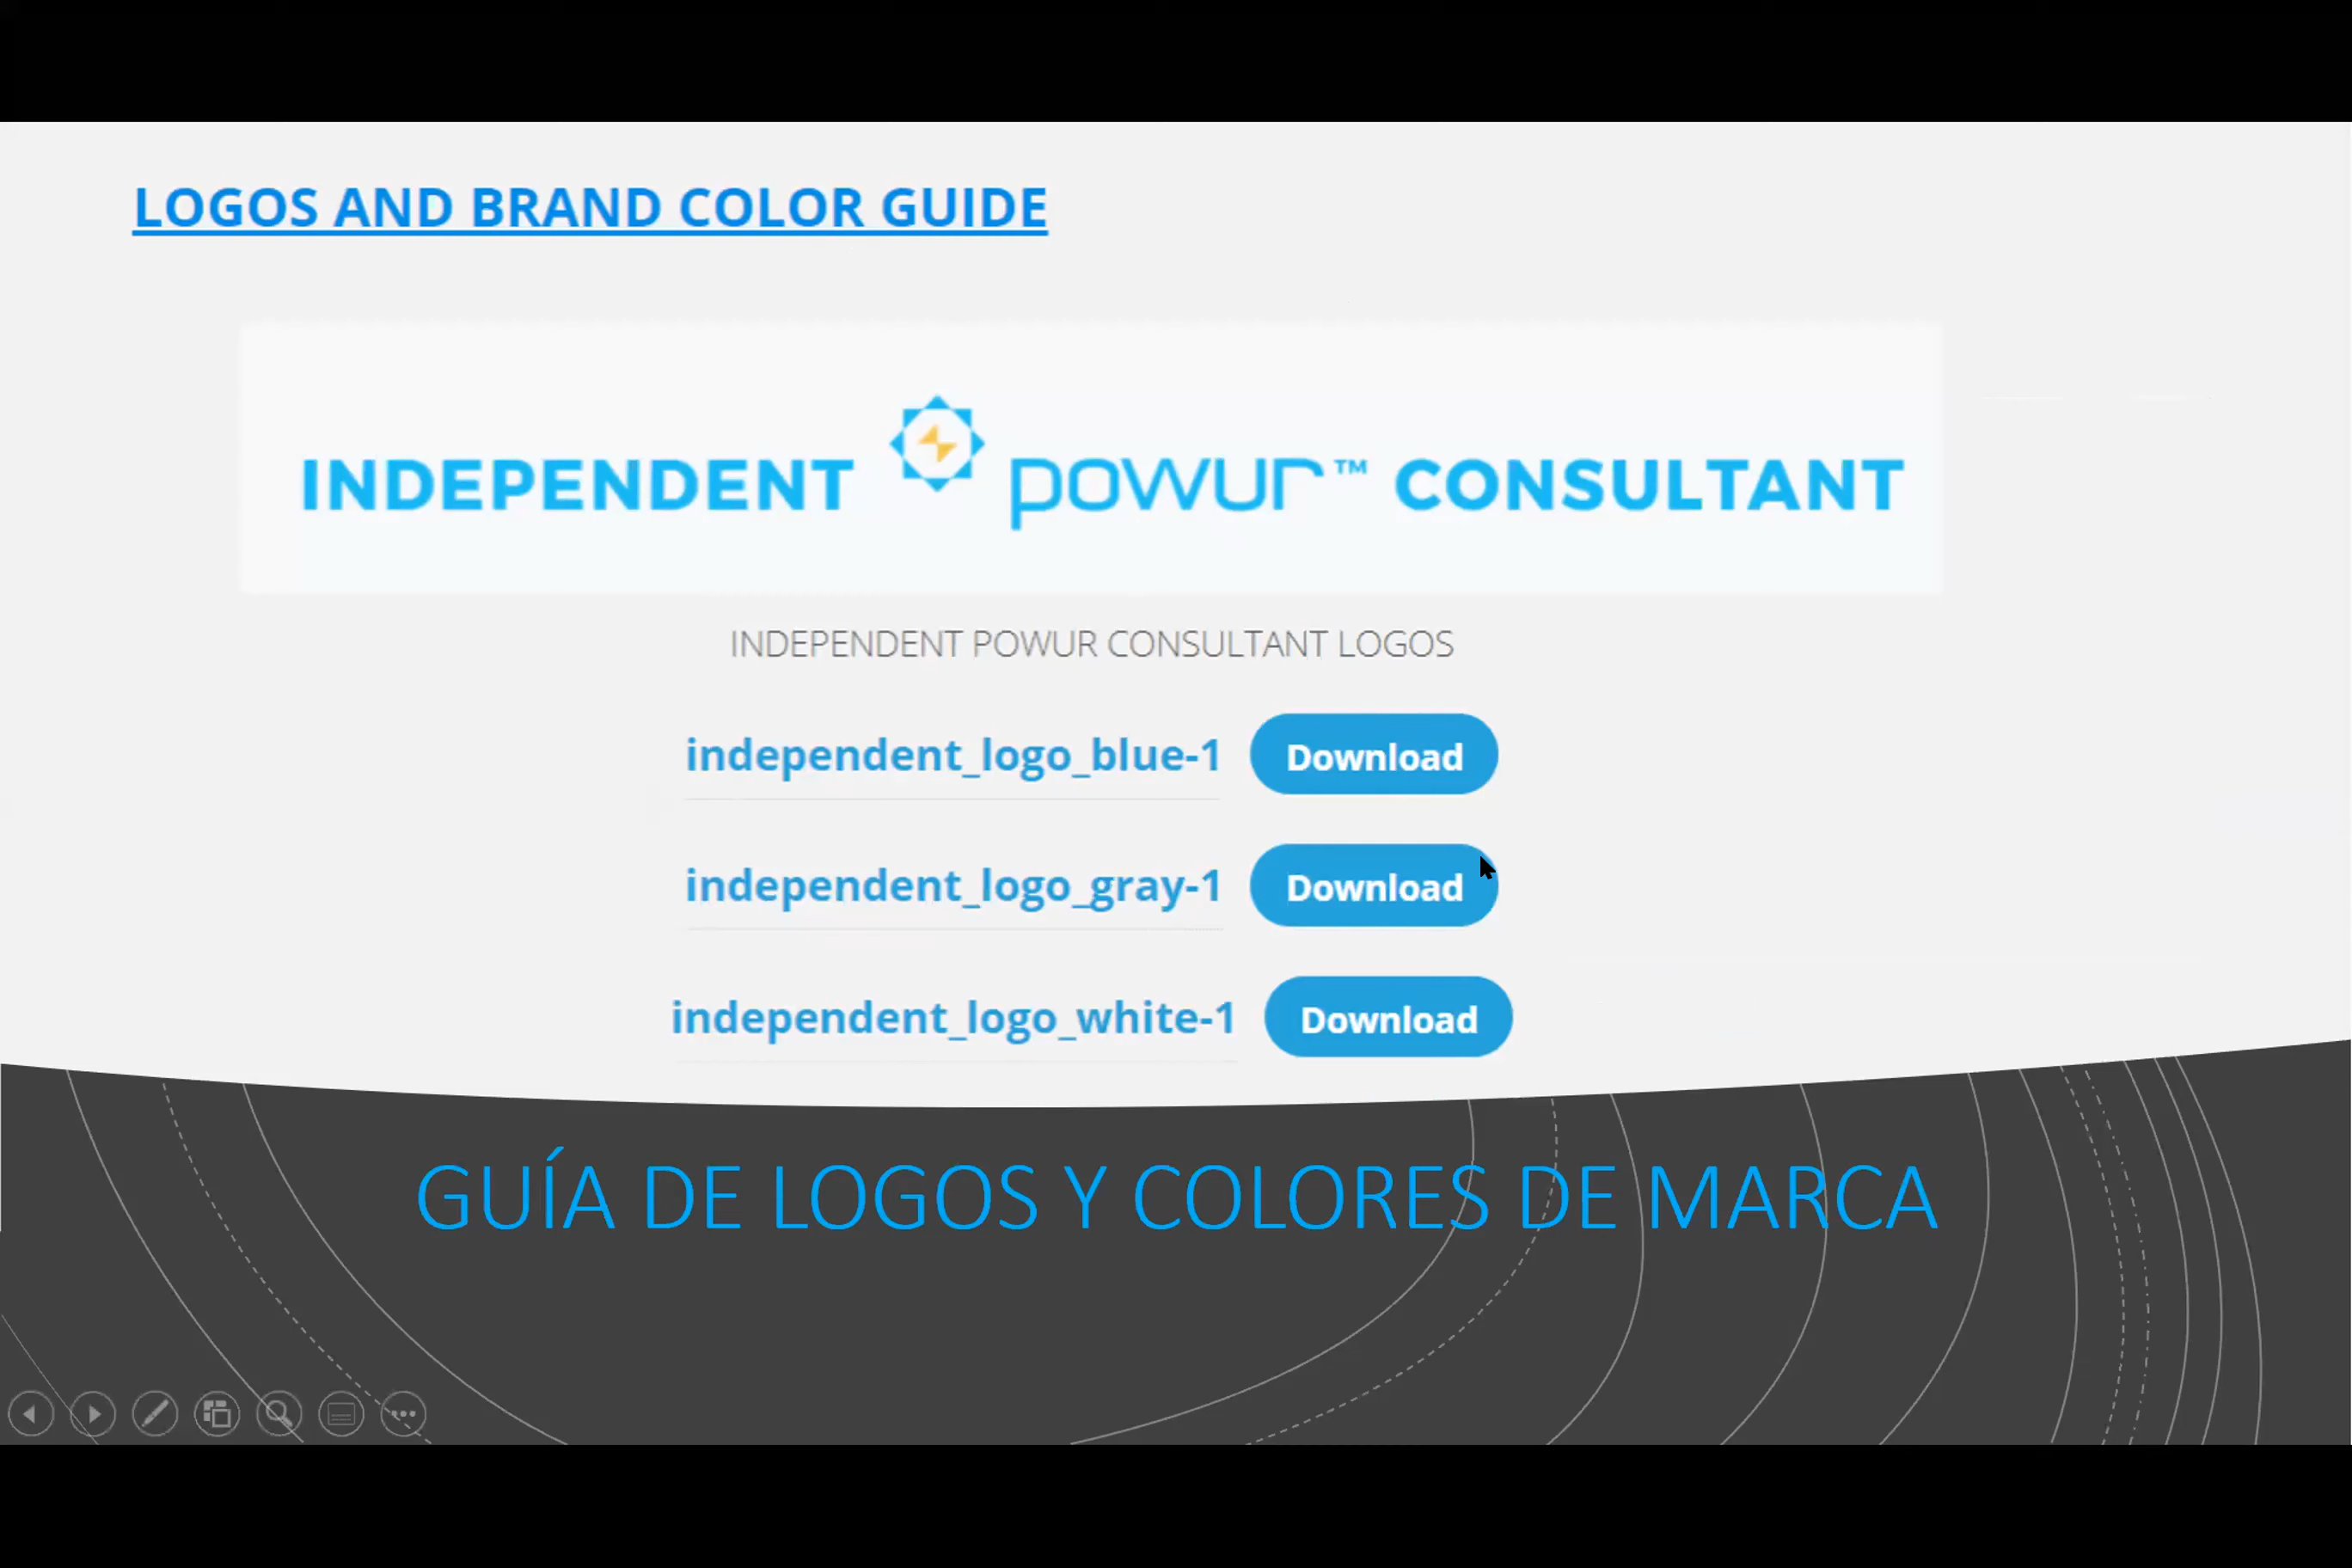 LOGOS AND BRAND COLOR GUIDE
INDEPENDENT powur™ CONSULTANT
INDEPENDENT POWUR CONSULTANT LOGOS
independent_logo_blue-1 Download
independent_logo_gray-1 Download
independent_logo_white-1 Download
GUÍA DE LOGOS Y COLORES DE MARCA